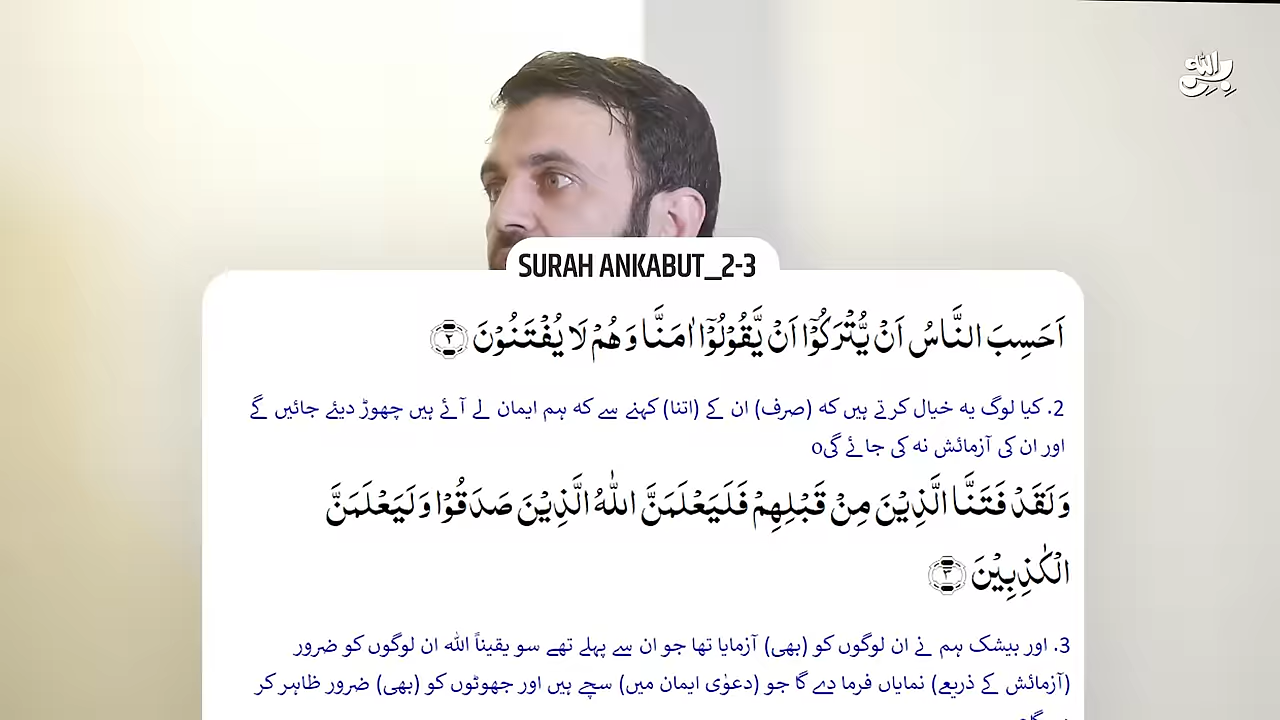 بسم الله
SURAH ANKABUT_2-3
اَحَسِبَ النَّاسُ اَنْ يُّتْرَكُوْۤا اَنْ يَّقُوْلُوْۤا اٰمَنَّا وَهُمْ لَا يُفْتَنُوْنَ ﴿۲﴾
2. کیا لوگ یہ خیال کرتے ہیں کہ (صرف) ان کے (اتنا) کہنے سے کہ ہم ایمان لے آئے ہیں چھوڑ دیئے جائیں گے
اور ان کی آزمائش نہ کی جائے گیo
وَلَقَدْ فَتَنَّا الَّذِيْنَ مِنْ قَبْلِهِمْ فَلَيَعْلَمَنَّ اللّٰهُ الَّذِيْنَ صَدَقُوْا وَلَيَعْلَمَنَّ
الْكٰذِبِيْنَ ﴿۳﴾
3. اور بیشک ہم نے ان لوگوں کو (بھی) آزمایا تھا جو ان سے پہلے تھے سو یقیناً اللہ ان لوگوں کو ضرور
(آزمائش کے ذریعے) نمایاں فرما دے گا جو (دعوٰی ایمان میں) سچے ہیں اور جھوٹوں کو (بھی) ضرور ظاہر کر